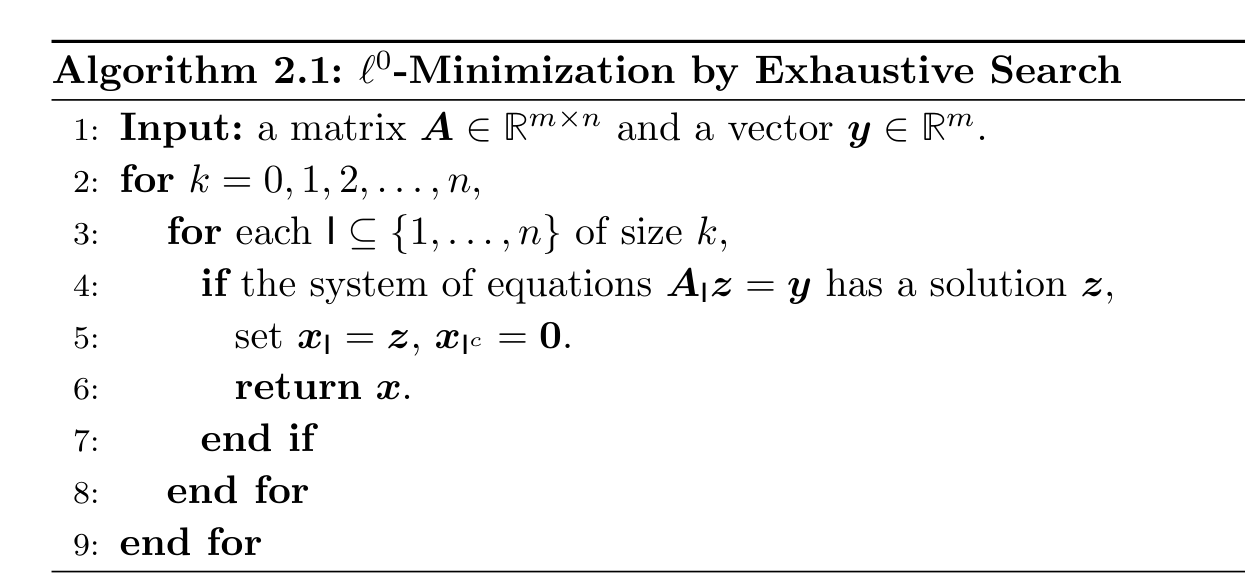 Algorithm 2.1: ℓ⁰-Minimization by Exhaustive Search
1: Input: a matrix A ∈ ℝᵐˣⁿ and a vector y ∈ ℝᵐ.
2: for k = 0, 1, 2, . . . , n,
3: for each I ⊆ {1, . . . , n} of size k,
4: if the system of equations A_I z = y has a solution z,
5: set x_I = z, x_{I^c} = 0.
6: return x.
7: end if
8: end for
9: end for